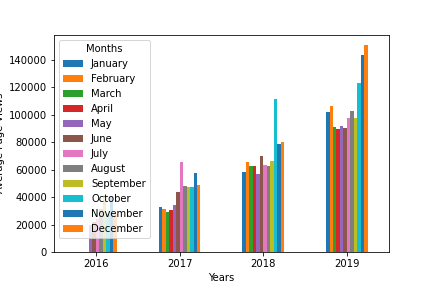 140000
120000
100000
80000
60000
40000
20000
0
Months
January
February
March
April
May
June
July
August
September
October
November
December
2016 2017 2018 2019
Years
Average Page Views